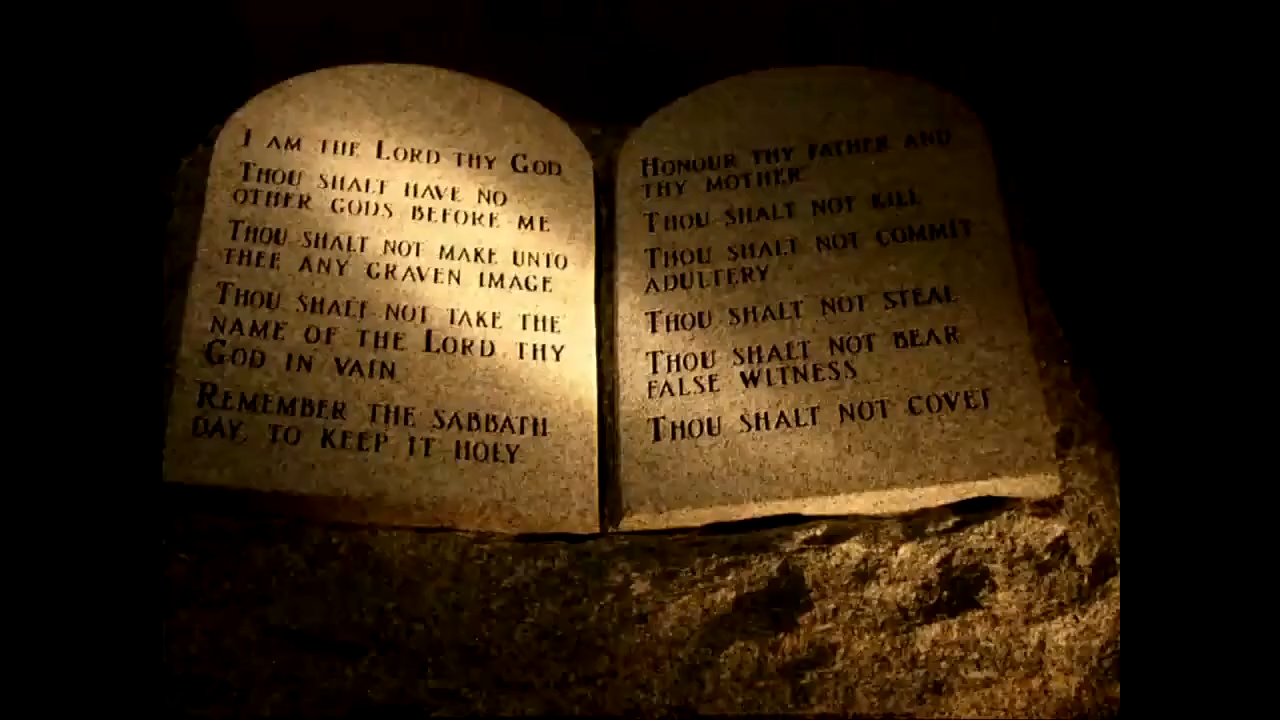 I AM THE LORD THY GOD
THOU SHALT HAVE NO
OTHER GODS BEFORE ME
THOU SHALT NOT MAKE UNTO
THEE ANY GRAVEN IMAGE
THOU SHALT NOT TAKE THE
NAME OF THE LORD THY
GOD IN VAIN
REMEMBER THE SABBATH
DAY, TO KEEP IT HOLY
HONOUR THY FATHER AND
THY MOTHER
THOU SHALT NOT KILL
THOU SHALT NOT COMMIT
ADULTERY
THOU SHALT NOT STEAL
THOU SHALT NOT BEAR
FALSE WITNESS
THOU SHALT NOT COVET